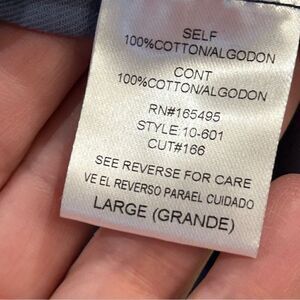 SELF
100%COTTON/ALGODON
CONT
100%COTTON/ALGODON
RN#165495
STYLE: 10-601
CUT#166
SEE REVERSE FOR CARE
VE EL REVERSO PARAEL CUIDADO
LARGE (GRANDE)